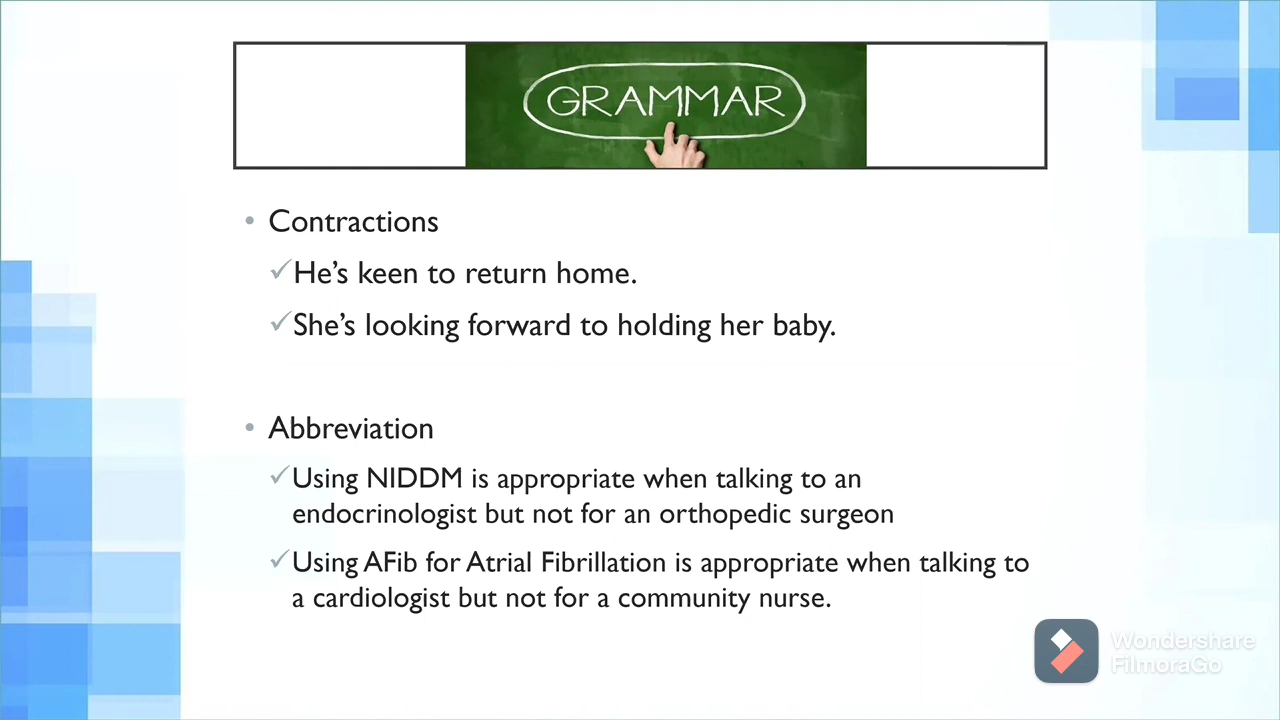 GRAMMAR
• Contractions
✓He’s keen to return home.
✓She’s looking forward to holding her baby.
• Abbreviation
✓Using NIDDM is appropriate when talking to an
endocrinologist but not for an orthopedic surgeon
✓Using AFib for Atrial Fibrillation is appropriate when talking to
a cardiologist but not for a community nurse.
Wondershare
FilmoraGo